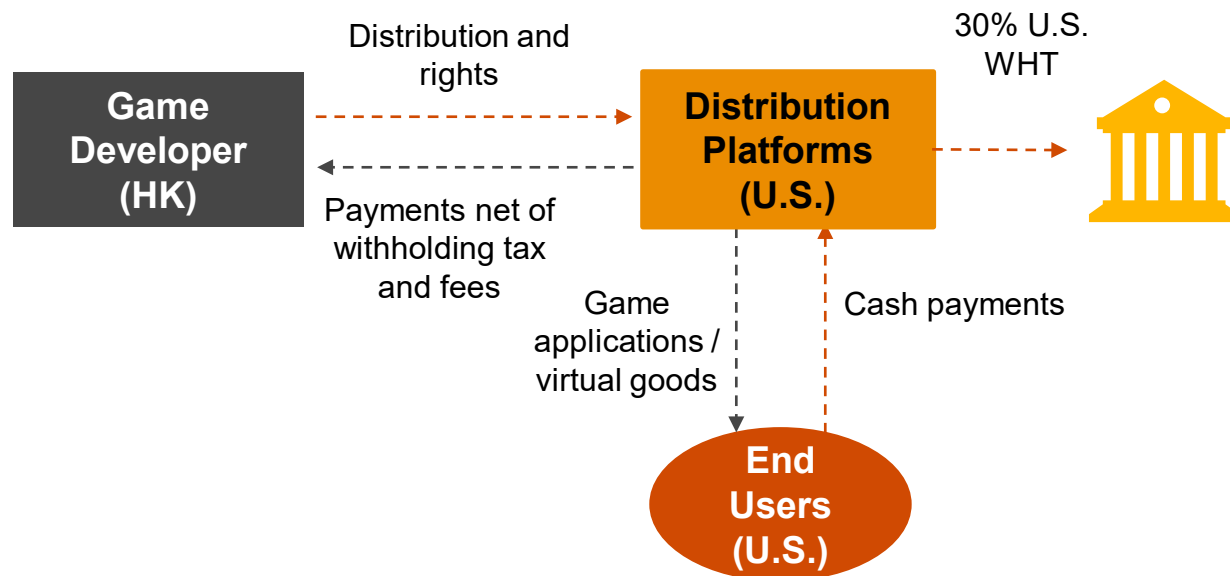 Distribution and
rights
30% U.S.
WHT
Game
Developer
(HK)
Distribution
Platforms
(U.S.)
Payments net of
withholding tax
and fees
Game
applications /
virtual goods
Cash payments
End
Users
(U.S.)